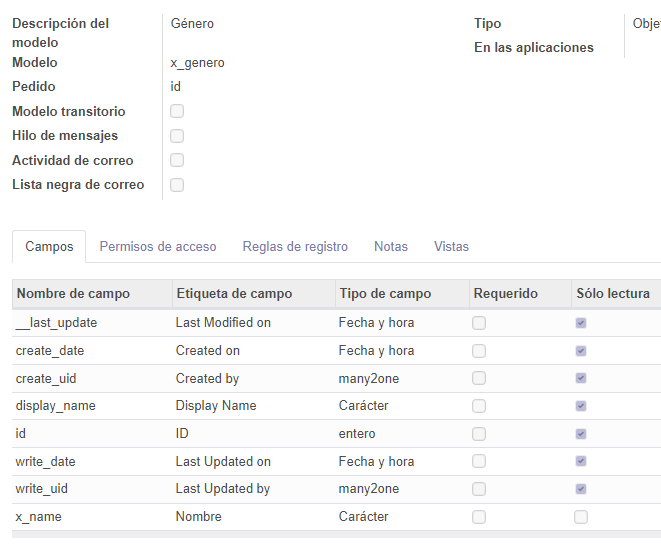 Descripción del modelo Género Tipo Obje
En las aplicaciones
Modelo x_genero
Pedido id
Modelo transitorio
Hilo de mensajes
Actividad de correo
Lista negra de correo
Campos Permisos de acceso Reglas de registro Notas Vistas
Nombre de campo Etiqueta de campo Tipo de campo Requerido Sólo lectura
__last_update Last Modified on Fecha y hora
create_date Created on Fecha y hora
create_uid Created by many2one
display_name Display Name Carácter
id ID entero
write_date Last Updated on Fecha y hora
write_uid Last Updated by many2one
x_name Nombre Carácter